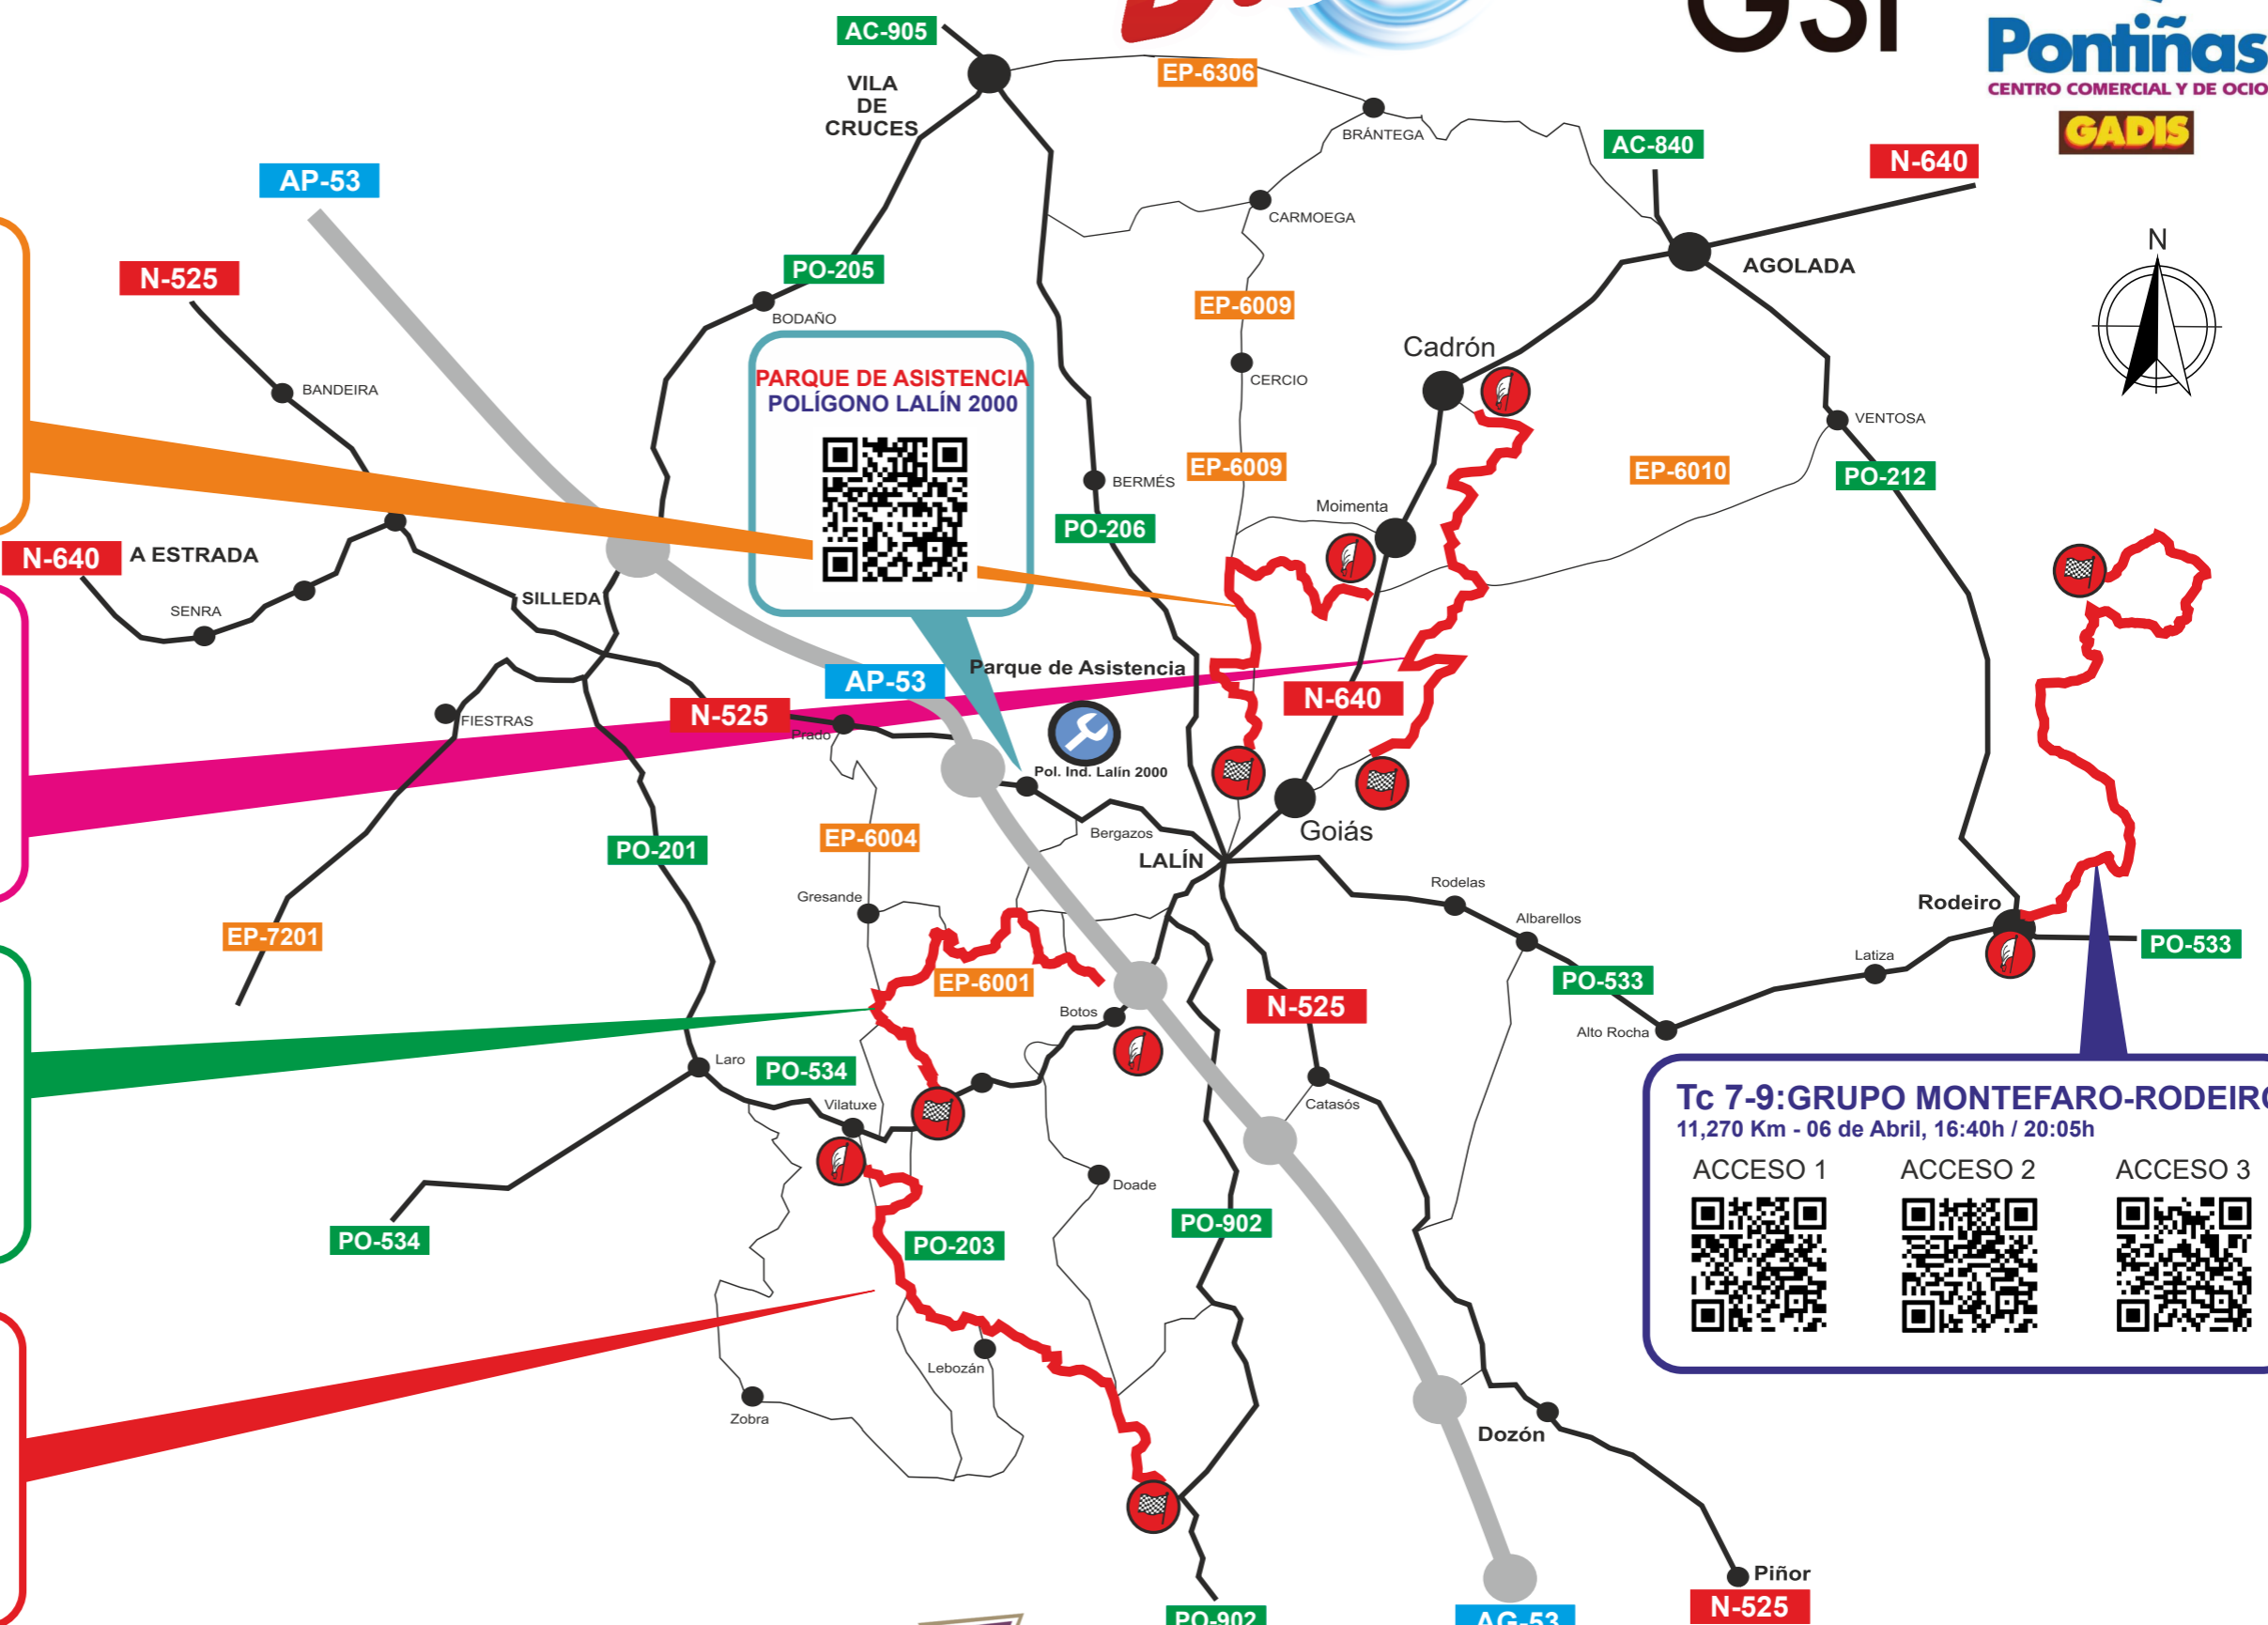 AC-905
VILA
DE
CRUCES
EP-6306
BRÁNTEGA
Pontiñas
CENTRO COMERCIAL Y DE OCIO
GADIS
AC-840
N-640
AP-53
CARMOEGA
AGOLADA
N
N-525
PO-205
BODAÑO
EP-6009
Cadrón
CERCIO
BANDEIRA
PARQUE DE ASISTENCIA
POLÍGONO LALÍN 2000
VENTOSA
EP-6009
EP-6010
PO-212
BERMÉS
Moimenta
PO-206
N-640
A ESTRADA
SENRA
SILLEDA
Parque de Asistencia
AP-53
N-640
N-525
FIESTRAS
Prado
Pol. Ind. Lalín 2000
EP-6004
Bergazos
Goiás
PO-201
LALÍN
Gresande
Rodelas
Rodeiro
Albarellos
EP-7201
PO-533
Latiza
EP-6001
PO-533
N-525
Botos
Alto Rocha
Laro
PO-534
Vilatuxe
Catasós
Tc 7-9:GRUPO MONTEFARO-RODEIRO
11,270 Km - 06 de Abril, 16:40h / 20:05h
ACCESO 1
ACCESO 2
ACCESO 3
Doade
PO-902
PO-534
PO-203
Lebozán
Zobra
Dozón
Piñor
N-525
PO-902
AG-53